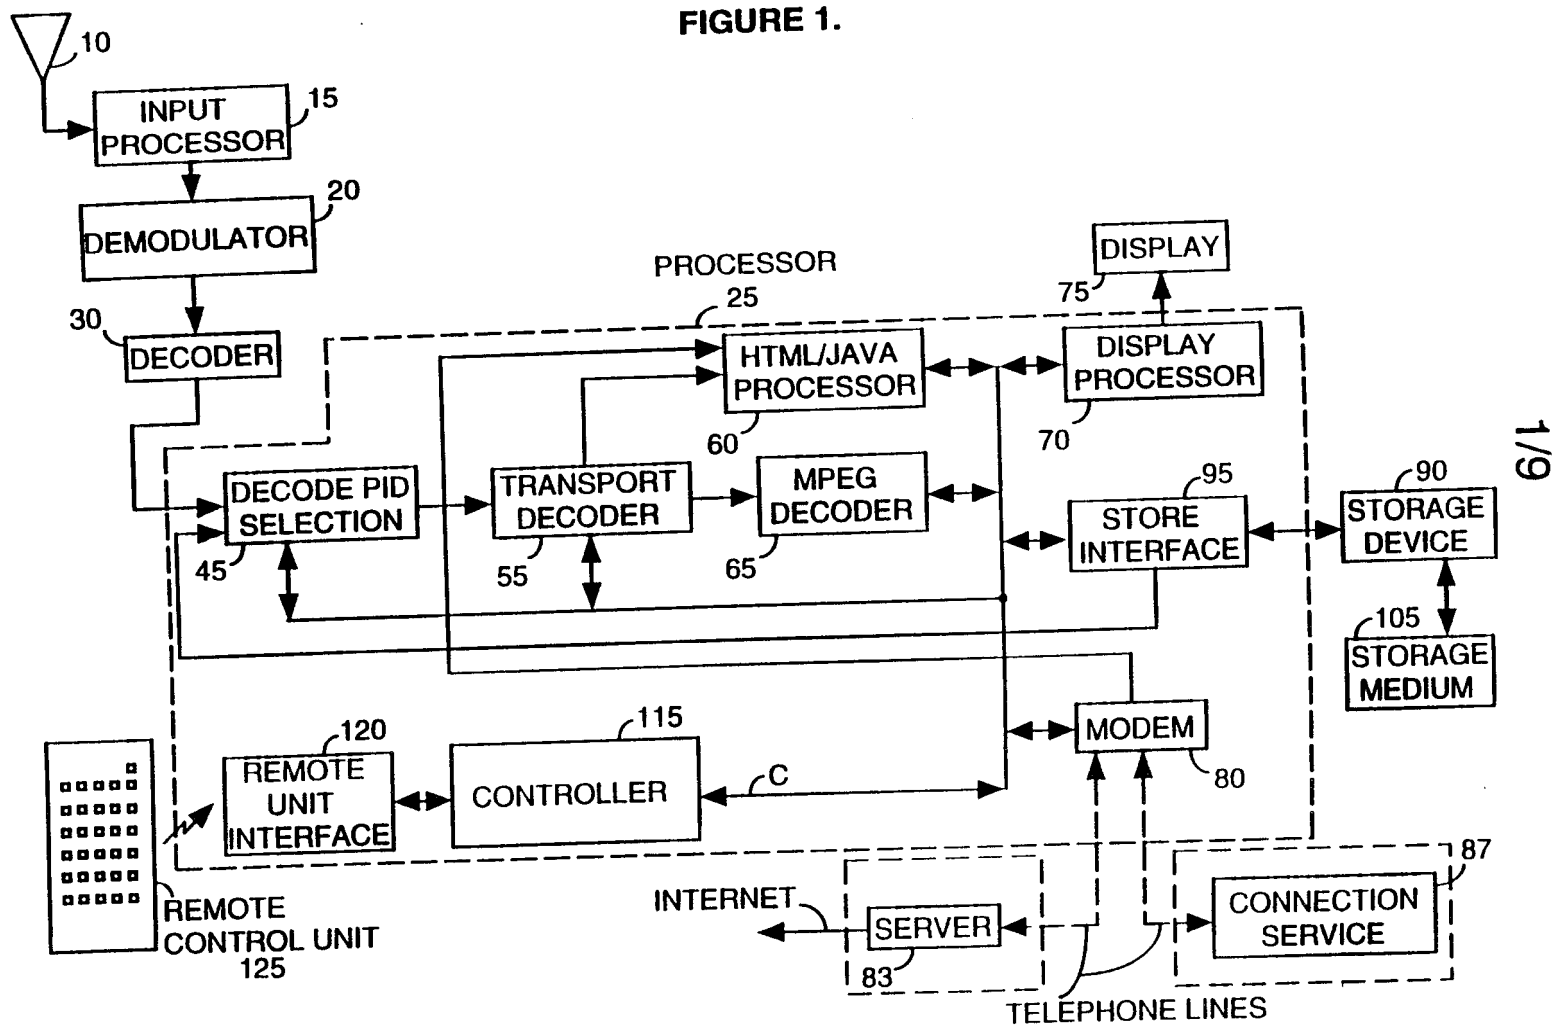 FIGURE 1.
10
INPUT
PROCESSOR
15
DEMODULATOR
20
30
DECODER
PROCESSOR
25
DISPLAY
75
HTML/JAVA
PROCESSOR
60
DISPLAY
PROCESSOR
70
1/9
DECODE PID
SELECTION
45
TRANSPORT
DECODER
55
MPEG
DECODER
65
95
STORE
INTERFACE
90
STORAGE
DEVICE
105
STORAGE
MEDIUM
120
REMOTE
UNIT
INTERFACE
115
CONTROLLER
C
MODEM
80
REMOTE
CONTROL UNIT
125
INTERNET
SERVER
83
87
CONNECTION
SERVICE
TELEPHONE LINES